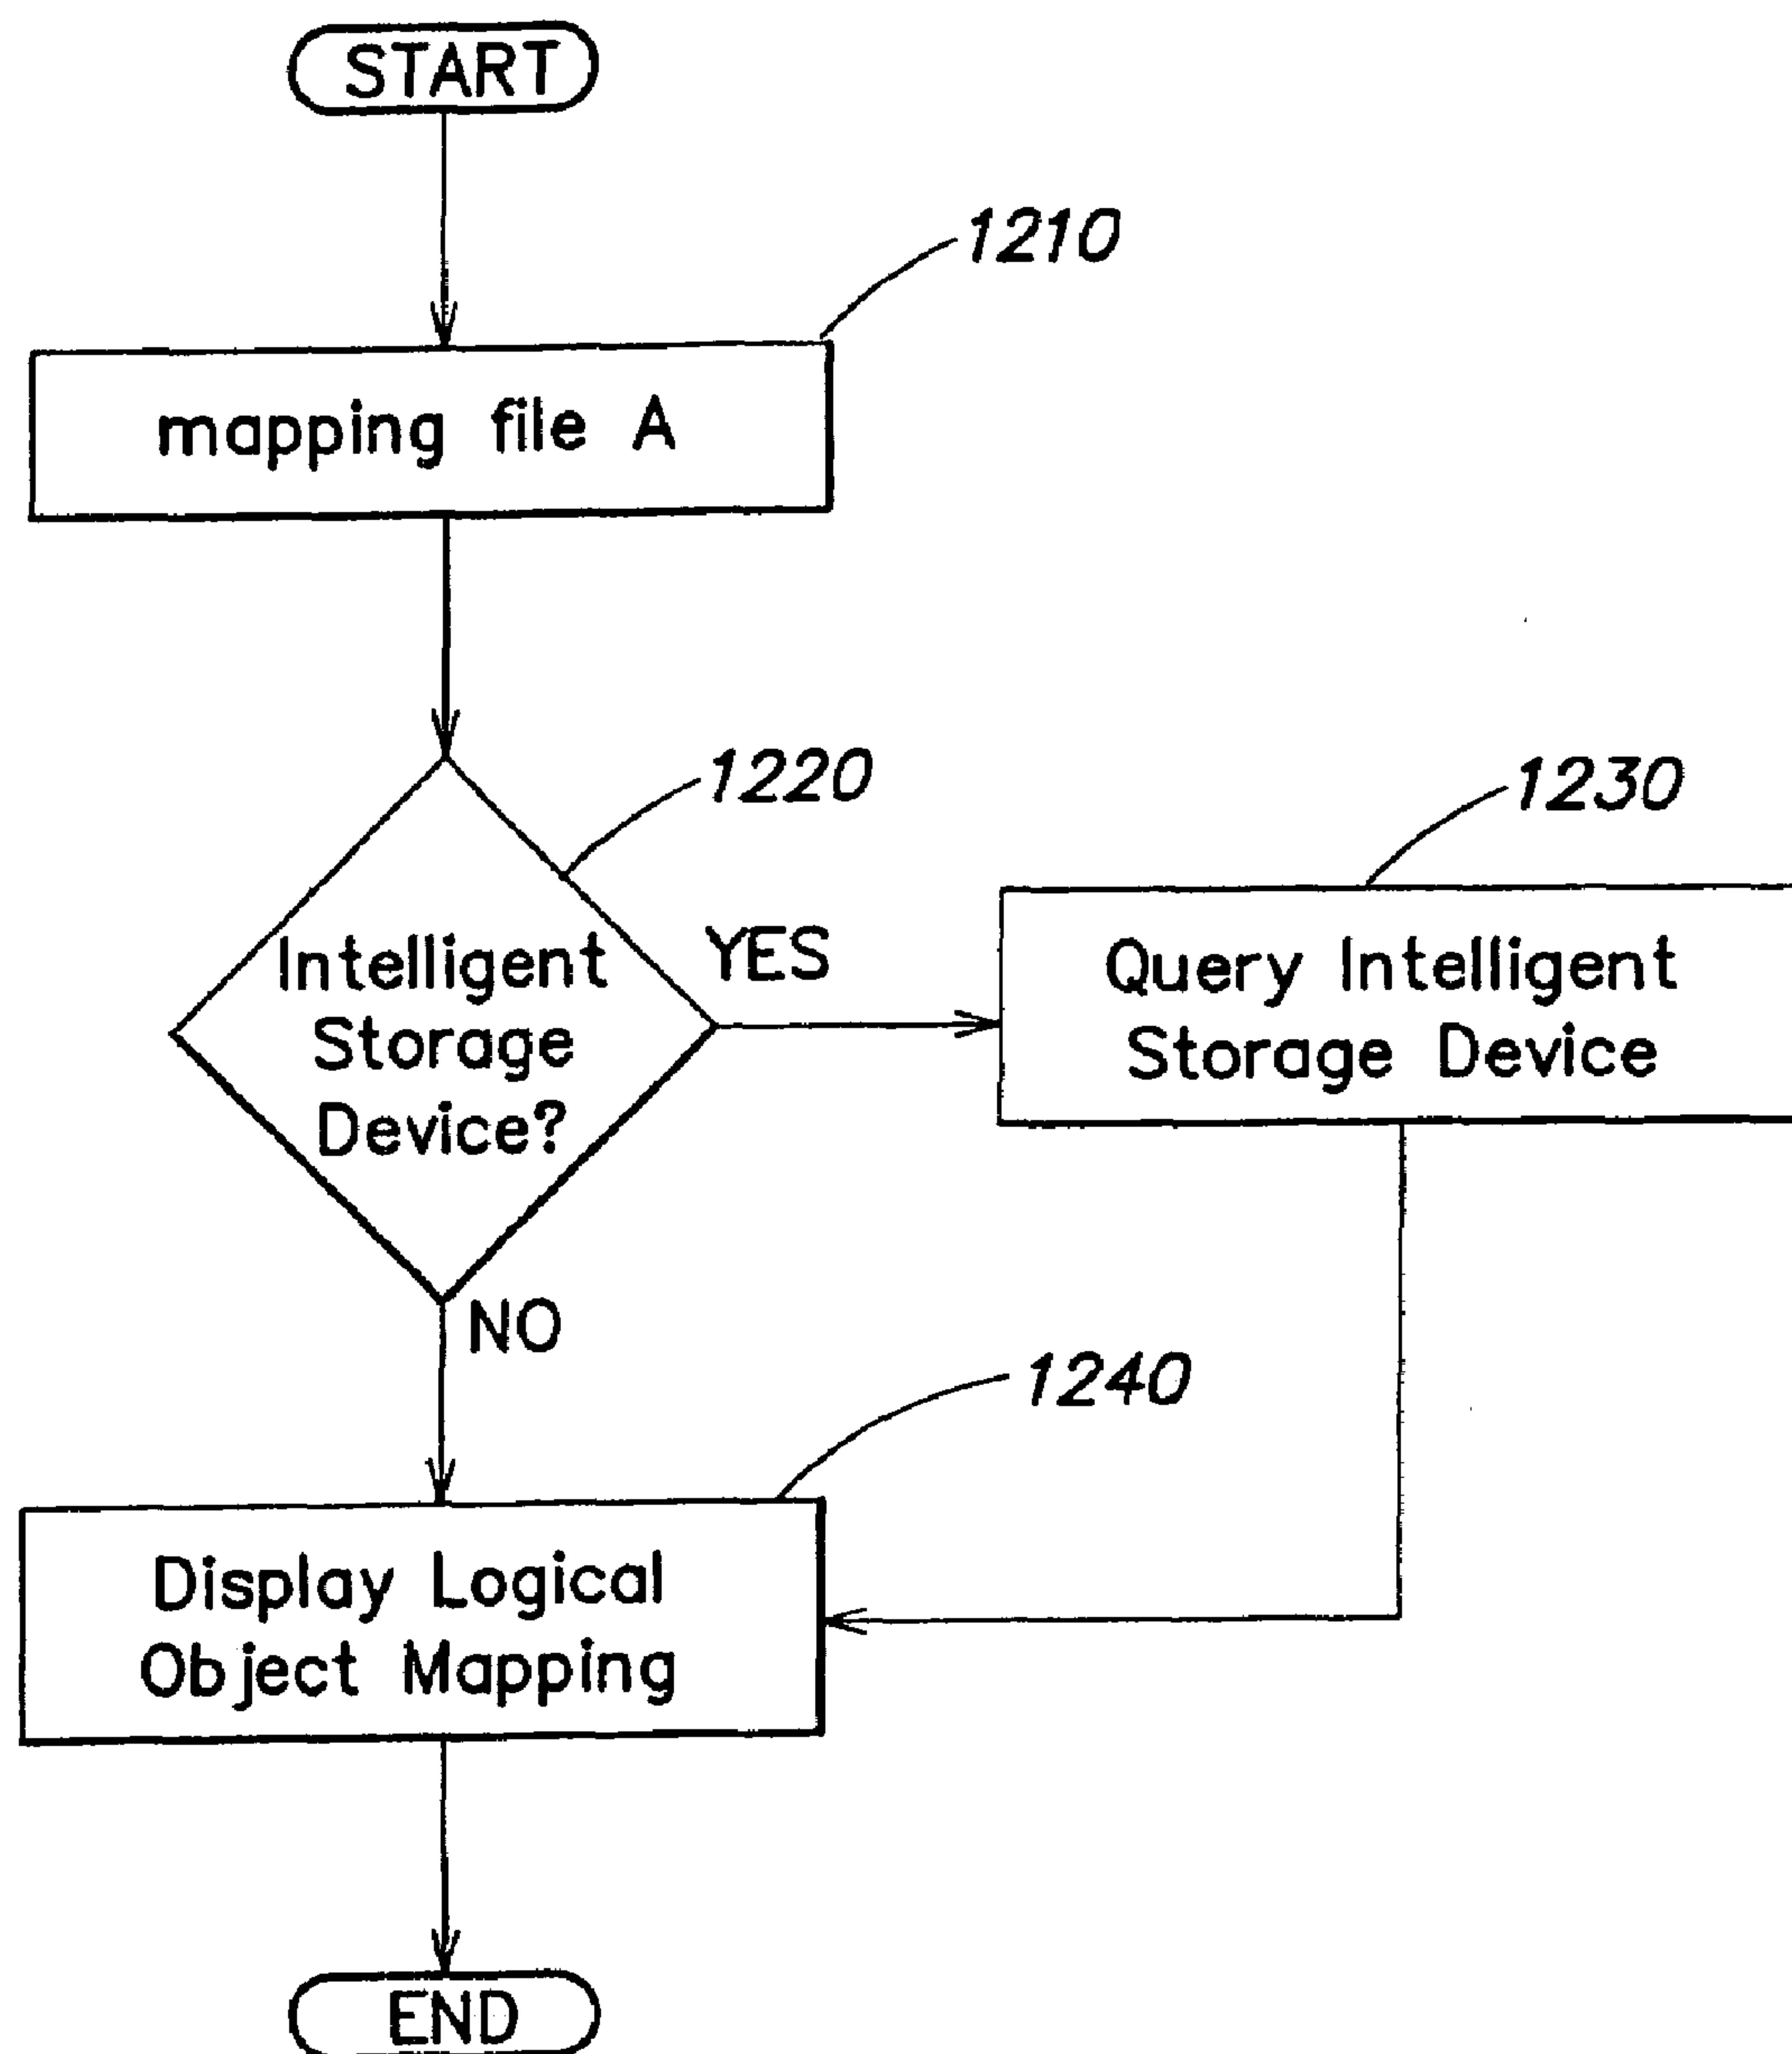 START
1210
mapping file A
1220
1230
Intelligent
Storage
Device?
YES
Query Intelligent
Storage Device
NO
1240
Display Logical
Object Mapping
END